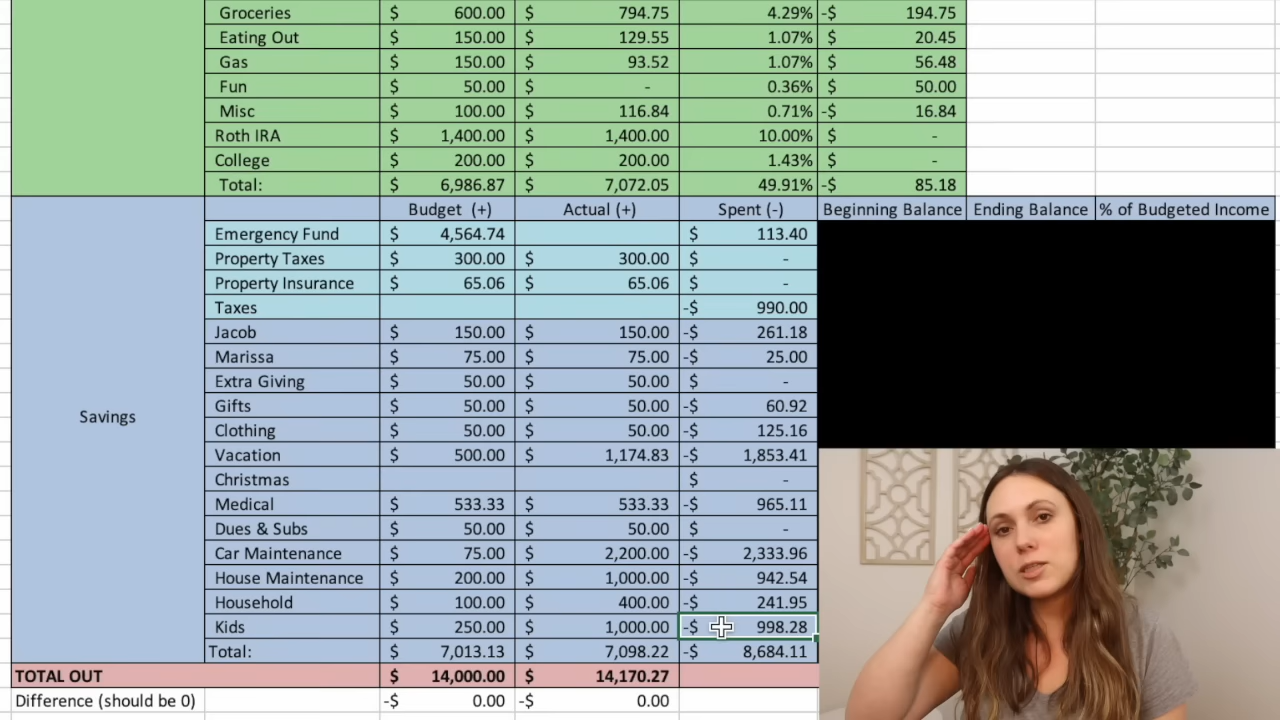 Groceries $ 600.00 $ 794.75 4.29% -$ 194.75
Eating Out $ 150.00 $ 129.55 1.07% $ 20.45
Gas $ 150.00 $ 93.52 1.07% $ 56.48
Fun $ 50.00 - 0.36% $ 50.00
Misc $ 100.00 $ 116.84 0.71% -$ 16.84
Roth IRA $ 1,400.00 $ 1,400.00 10.00% $ -
College $ 200.00 $ 200.00 1.43% $ -
Total: $ 6,986.87 $ 7,072.05 49.91% -$ 85.18
Budget (+) Actual (+) Spent (-) Beginning Balance Ending Balance % of Budgeted Income
Emergency Fund $ 4,564.74 $ 113.40
Property Taxes $ 300.00 $ 300.00 $ -
Property Insurance $ 65.06 $ 65.06 $ -
Taxes -$ 990.00
Jacob $ 150.00 $ 150.00 -$ 261.18
Marissa $ 75.00 $ 75.00 -$ 25.00
Extra Giving $ 50.00 $ 50.00 $ -
Savings
Gifts $ 50.00 $ 50.00 -$ 60.92
Clothing $ 50.00 $ 50.00 -$ 125.16
Vacation $ 500.00 $ 1,174.83 -$ 1,853.41
Christmas $ -
Medical $ 533.33 $ 533.33 -$ 965.11
Dues & Subs $ 50.00 $ 50.00 $ -
Car Maintenance $ 75.00 $ 2,200.00 -$ 2,333.96
House Maintenance $ 200.00 $ 1,000.00 -$ 942.54
Household $ 100.00 $ 400.00 -$ 241.95
Kids $ 250.00 $ 1,000.00 -$ 998.28
Total: $ 7,013.13 $ 7,098.22 -$ 8,684.11
TOTAL OUT $ 14,000.00 $ 14,170.27
Difference (should be 0) -$ 0.00 -$ 0.00